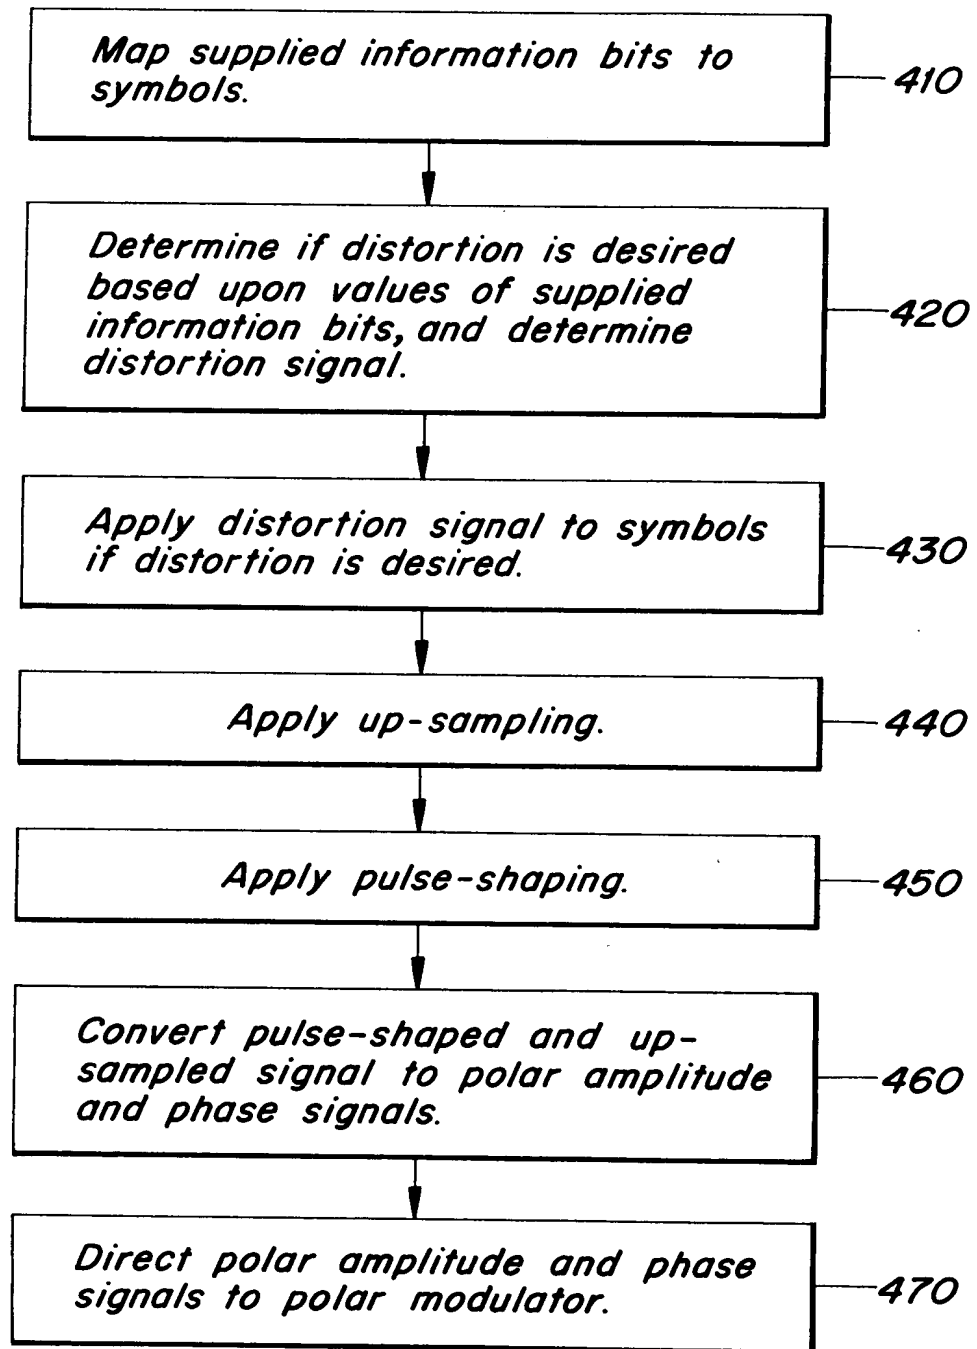 Map supplied information bits to
symbols.
410
Determine if distortion is desired
based upon values of supplied
information bits, and determine
distortion signal.
420
Apply distortion signal to symbols
if distortion is desired.
430
Apply up-sampling.
440
Apply pulse-shaping.
450
Convert pulse-shaped and up-
sampled signal to polar amplitude
and phase signals.
460
Direct polar amplitude and phase
signals to polar modulator.
470